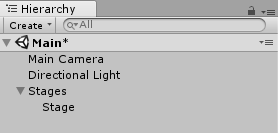 Hierarchy
Create All
Main*
Main Camera
Directional Light
Stages
Stage